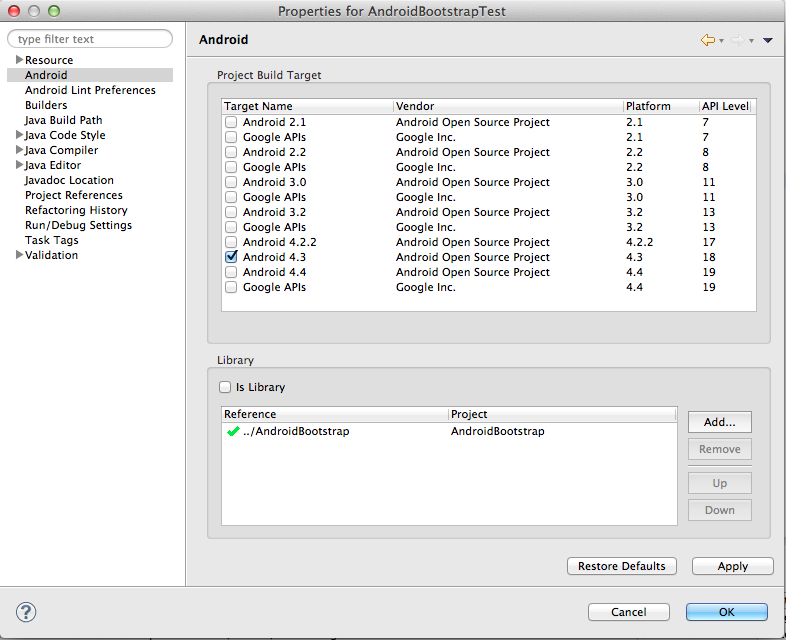 Properties for AndroidBootstrapTest
type filter text
Resource
Android
Android Lint Preferences
Builders
Java Build Path
Java Code Style
Java Compiler
Java Editor
Javadoc Location
Project References
Refactoring History
Run/Debug Settings
Task Tags
Validation
Android
Project Build Target
Target Name Vendor Platform API Level
Android 2.1 Android Open Source Project 2.1 7
Google APIs Google Inc. 2.1 7
Android 2.2 Android Open Source Project 2.2 8
Google APIs Google Inc. 2.2 8
Android 3.0 Android Open Source Project 3.0 11
Google APIs Google Inc. 3.0 11
Android 3.2 Android Open Source Project 3.2 13
Google APIs Google Inc. 3.2 13
Android 4.2.2 Android Open Source Project 4.2.2 17
Android 4.3 Android Open Source Project 4.3 18
Android 4.4 Android Open Source Project 4.4 19
Google APIs Google Inc. 4.4 19
Library
Is Library
Reference Project
../AndroidBootstrap AndroidBootstrap
Add...
Remove
Up
Down
Restore Defaults Apply
? Cancel OK